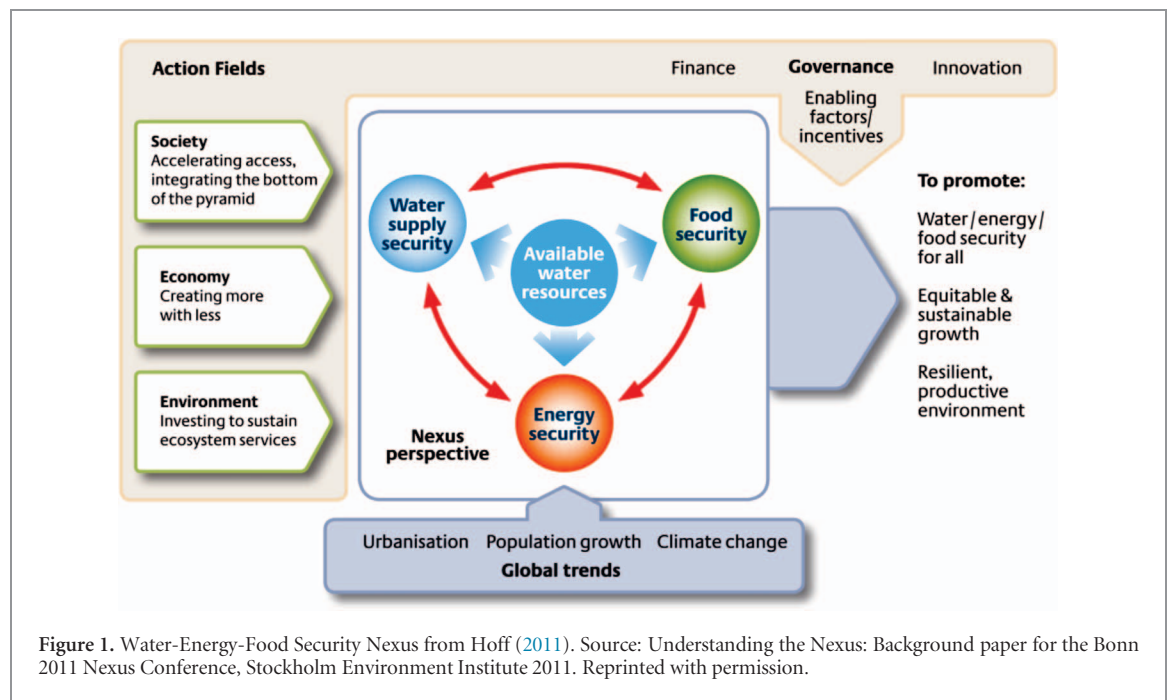 Action Fields
Finance
Governance
Innovation
Enabling
factors/
incentives
Society
Accelerating access,
integrating the bottom
of the pyramid
Economy
Creating more
with less
Environment
Investing to sustain
ecosystem services
Water
supply
security
Food
security
Available
water
resources
Energy
security
Nexus
perspective
To promote:
Water/energy/
food security
for all
Equitable &
sustainable
growth
Resilient,
productive
environment
Urbanisation Population growth Climate change
Global trends
Figure 1. Water-Energy-Food Security Nexus from Hoff (2011). Source: Understanding the Nexus: Background paper for the Bonn
2011 Nexus Conference, Stockholm Environment Institute 2011. Reprinted with permission.